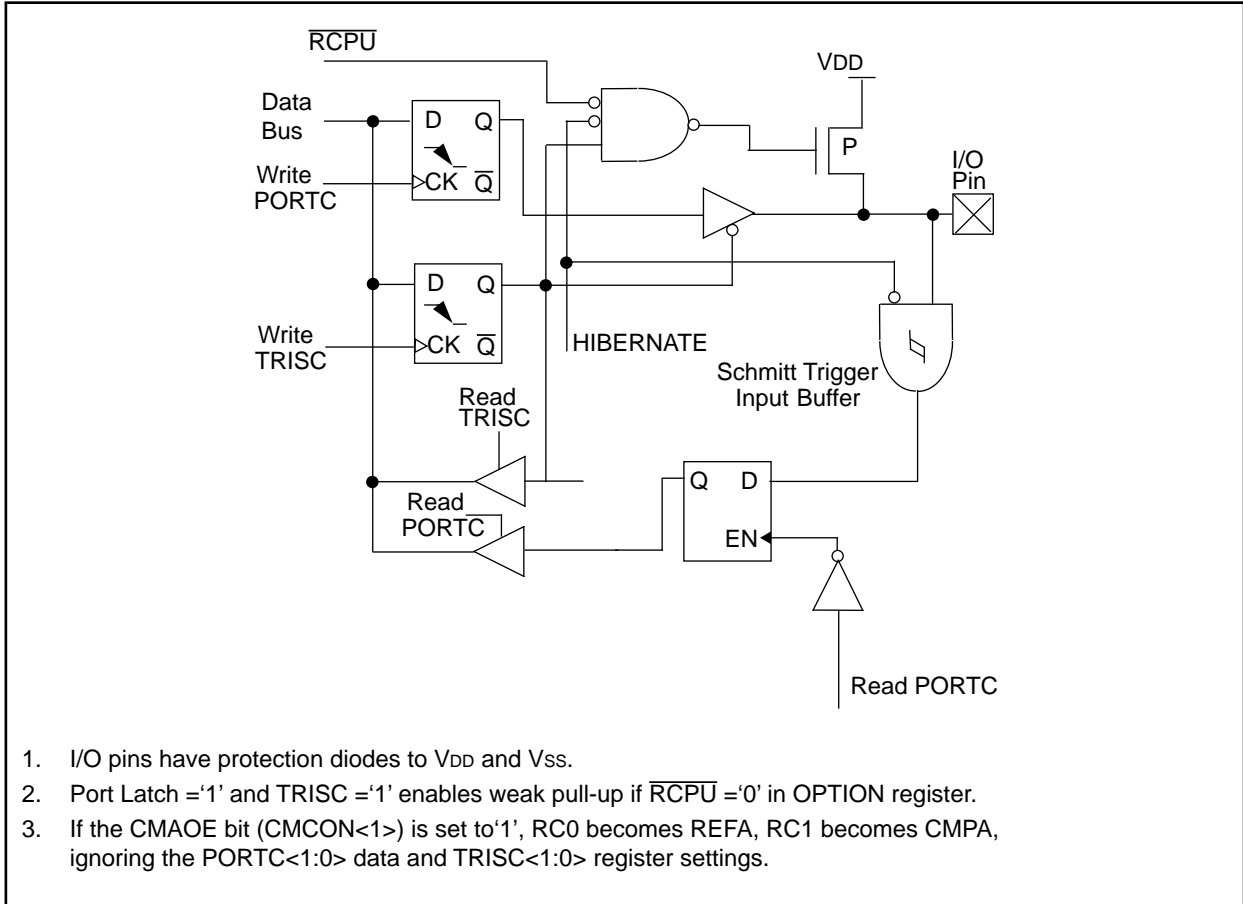 RCPU
VDD
Data
Bus
D Q
P
I/O
Pin
Write
PORTC
CK Q
D Q
Write
TRISC
CK Q
HIBERNATE
Schmitt Trigger
Input Buffer
Read
TRISC
Q D
Read
PORTC
EN
Read PORTC
1. I/O pins have protection diodes to VDD and VSS.
2. Port Latch =‘1’ and TRISC =‘1’ enables weak pull-up if RCPU =‘0’ in OPTION register.
3. If the CMAOE bit (CMCON<1>) is set to‘1’, RC0 becomes REFA, RC1 becomes CMPA,
ignoring the PORTC<1:0> data and TRISC<1:0> register settings.